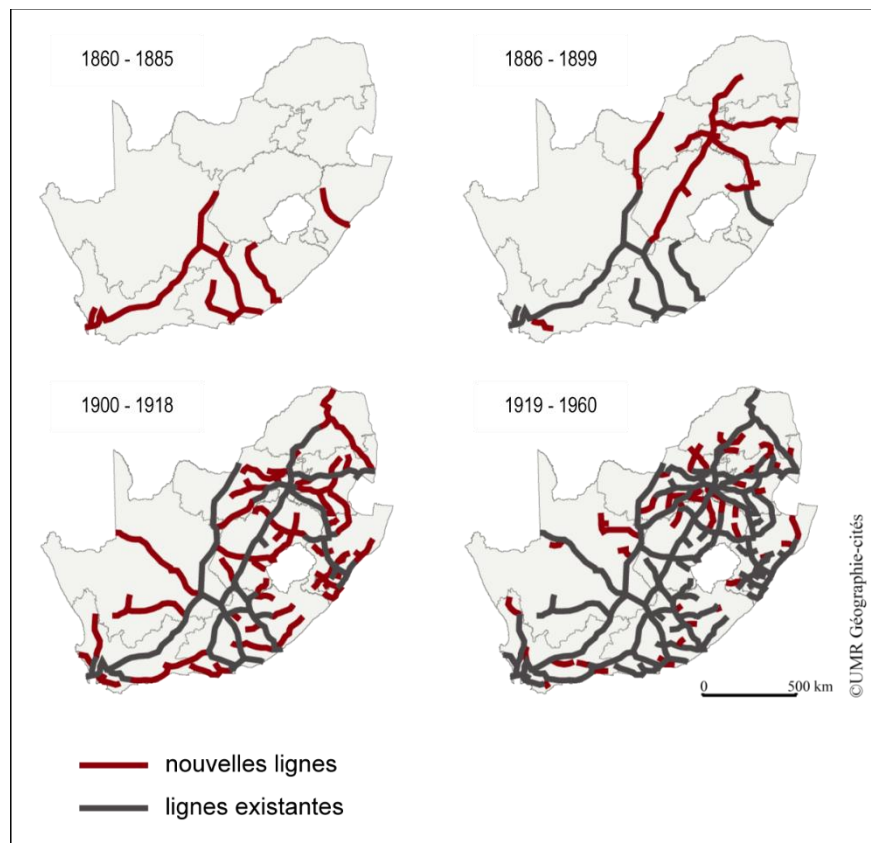 1860 - 1885
1886 - 1899
1900 - 1918
1919 - 1960
©UMR Géographie-cités
0 500 km
nouvelles lignes
lignes existantes